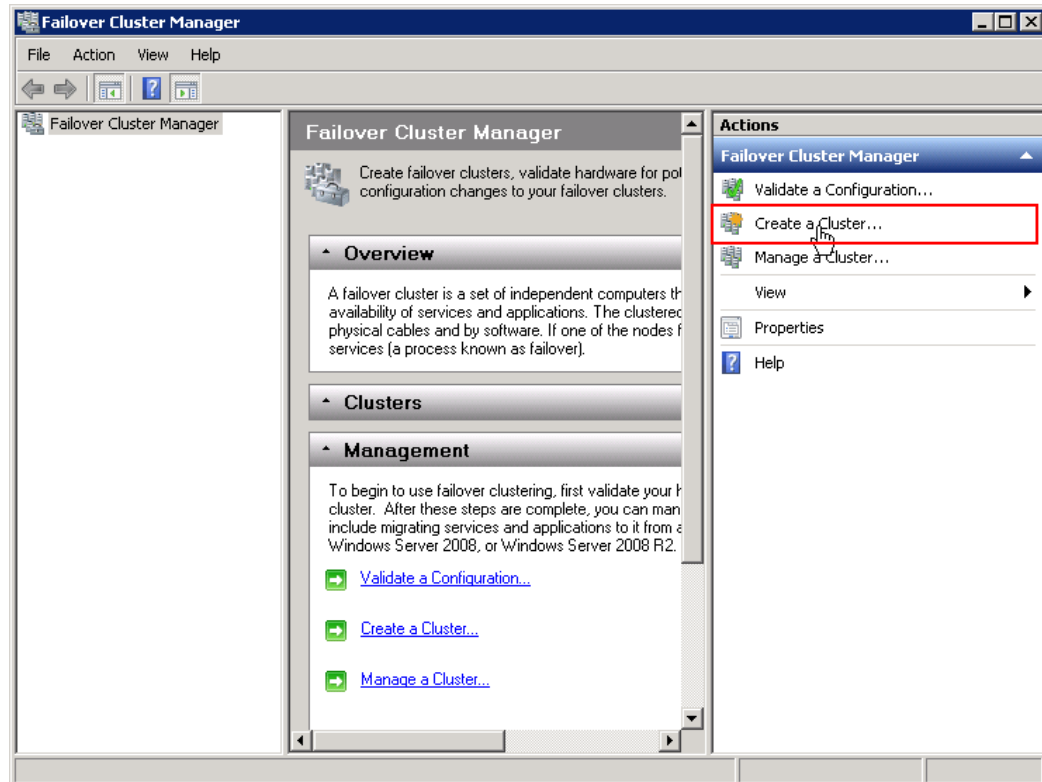 Failover Cluster Manager
File Action View Help
Failover Cluster Manager
Failover Cluster Manager
Create failover clusters, validate hardware for pot
configuration changes to your failover clusters.
Overview
A failover cluster is a set of independent computers th
availability of services and applications. The clustered
physical cables and by software. If one of the nodes f
services (a process known as failover).
Clusters
Management
To begin to use failover clustering, first validate your h
cluster. After these steps are complete, you can man
include migrating services and applications to it from a
Windows Server 2008, or Windows Server 2008 R2.
Validate a Configuration...
Create a Cluster...
Manage a Cluster...
Actions
Failover Cluster Manager
Validate a Configuration...
Create a Cluster...
Manage a Cluster...
View
Properties
Help